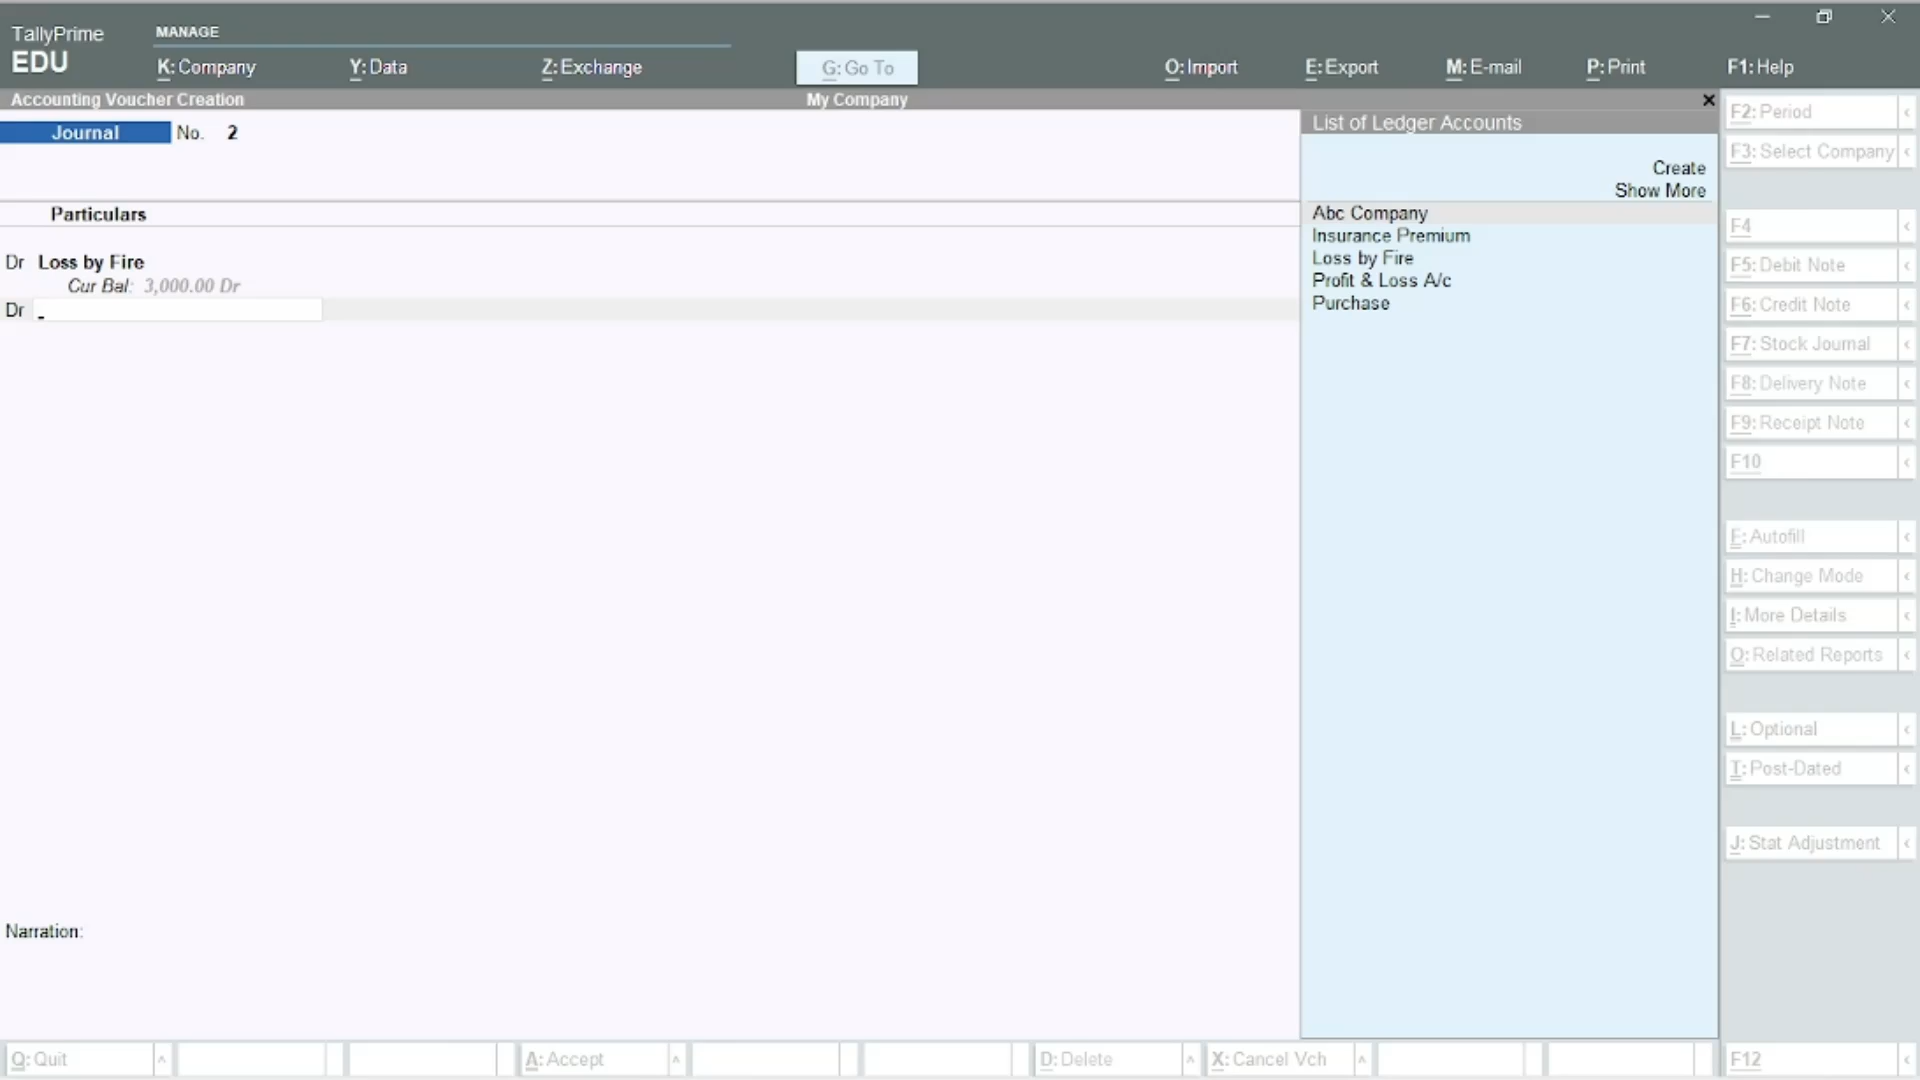 TallyPrime
EDU
MANAGE
K: Company
Y: Data
Z: Exchange
G: Go To
O: Import
E: Export
M: E-mail
P: Print
F1: Help
Accounting Voucher Creation
My Company
Journal No. 2
Particulars
Dr Loss by Fire
Cur Bal: 3,000.00 Dr
Dr
Narration:
List of Ledger Accounts
Create
Show More
Abc Company
Insurance Premium
Loss by Fire
Profit & Loss A/c
Purchase
F2: Period
F3: Select Company
F4
F5: Debit Note
F6: Credit Note
F7: Stock Journal
F8: Delivery Note
F9: Receipt Note
F10
F: Autofill
H: Change Mode
I: More Details
O: Related Reports
L: Optional
T: Post-Dated
J: Stat Adjustment
Q: Quit
A: Accept
D: Delete
X: Cancel Vch
F12